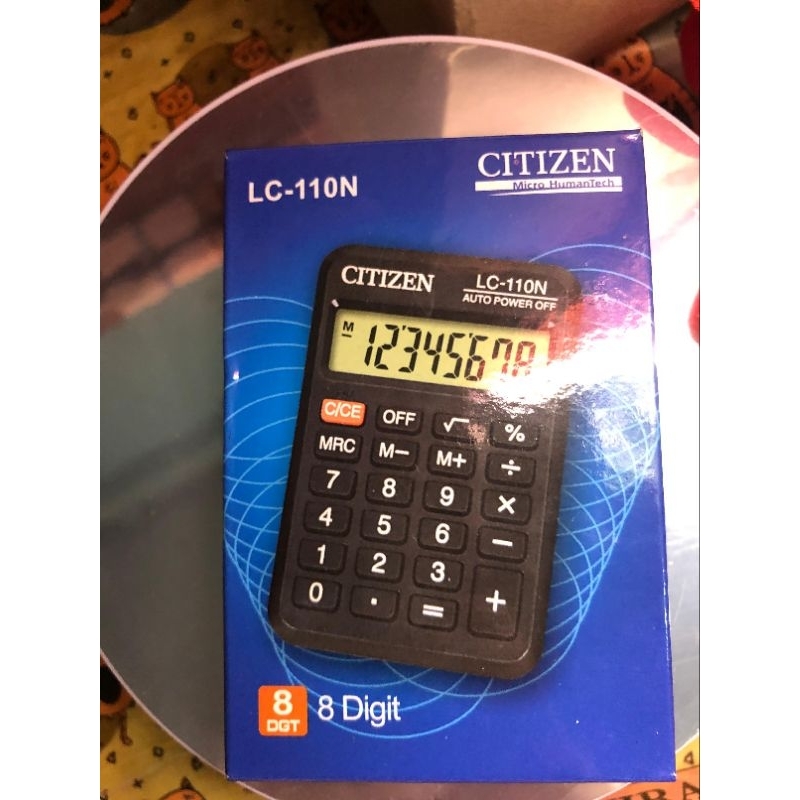 LC-110N
CITIZEN
Micro HumanTech
CITIZEN
LC-110N
AUTO POWER OFF
M
12345678
C/CE OFF √ %
MRC M− M+ ÷
7 8 9 ×
4 5 6 −
1 2 3
0 . = +
8
DGT
8 Digit